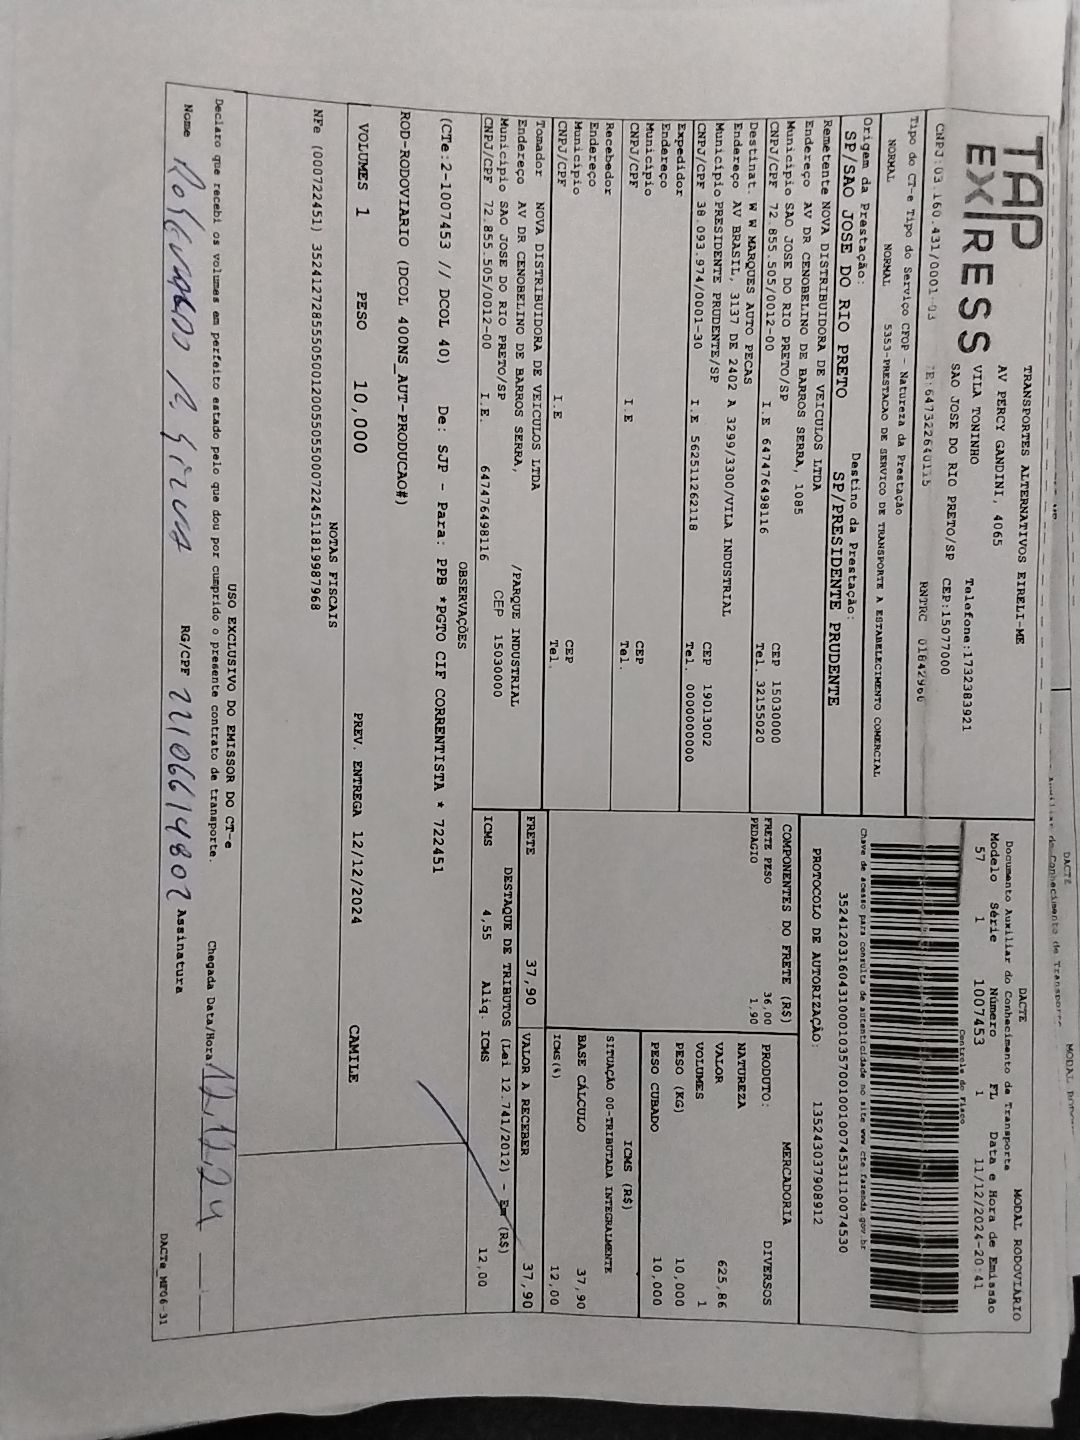 TAP EXPRESS
TRANSPORTES ALTERNATIVOS EIRELI-ME
AV PERCY GANDINI, 4065
VILA TONINHO Telefone:1732383921
SAO JOSE DO RIO PRETO/SP CEP:15077000
CNPJ:03.160.431/0001-03 IE:647322640115 RNTRC 01842966
DACTE MODAL RODOVIÁRIO
Documento Auxiliar do Conhecimento de Transporte
Modelo Série Número FL Data e Hora de Emissão
57 1 1007453 1 11/12/2024-20:41
Controle do Fisco
Chave de acesso para consulta de autenticidade no site www cte fazenda gov.br
PROTOCOLO DE AUTORIZAÇÃO: 135243037908912
Tipo do CT-e Tipo do Serviço CFOP - Natureza da Prestação
NORMAL NORMAL 5353-PRESTACAO DE SERVICO DE TRANSPORTE A ESTABELECIMENTO COMERCIAL
Origem da Prestação: Destino da Prestação:
SP/SAO JOSE DO RIO PRETO SP/PRESIDENTE PRUDENTE
Remetente NOVA DISTRIBUIDORA DE VEICULOS LTDA
Endereço AV DR CENOBELINO DE BARROS SERRA, 1085
Município SAO JOSE DO RIO PRETO/SP CEP 15030000
CNPJ/CPF 72.855.505/0012-00 I.E 647476498116 Tel. 32155020
Destinat. W W MARQUES AUTO PECAS
Endereço AV BRASIL, 3137 DE 2402 A 3299/3300/VILA INDUSTRIAL
Município PRESIDENTE PRUDENTE/SP CEP 19013002
CNPJ/CPF 38.093.974/0001-30 I.E 562511262118 Tel. 00000000000
Expedidor
Endereço
Município CEP
CNPJ/CPF I.E Tel.
Recebedor
Endereço
Município CEP
CNPJ/CPF I.E Tel.
Tomador NOVA DISTRIBUIDORA DE VEICULOS LTDA
Endereço AV DR CENOBELINO DE BARROS SERRA, /PARQUE INDUSTRIAL
Município SAO JOSE DO RIO PRETO/SP CEP 15030000
CNPJ/CPF 72.855.505/0012-00 I.E. 647476498116
COMPONENTES DO FRETE (R$)
FRETE PESO 36,00
PEDAGIO 1,90
MERCADORIA
PRODUTO: DIVERSOS
NATUREZA
VALOR 625,86
VOLUMES 1
PESO (KG) 10,000
PESO CUBADO 10,000
ICMS (R$)
SITUAÇÃO 00-TRIBUTADA INTEGRALMENTE
BASE CÁLCULO 37,90
ICMS(%) 12,00
FRETE 37,90 VALOR A RECEBER 37,90
DESTAQUE DE TRIBUTOS (Lei 12.741/2012) - Em (R$)
ICMS 4,55 Aliq. ICMS 12,00
OBSERVAÇÕES
(CTe:2-1007453 // DCOL 40) De: SJP - Para: PPB *PGTO CIF CORRENTISTA * 722451
ROD-RODOVIARIO (DCOL 400NS_AUT-PRODUCAO#)
VOLUMES 1 PESO 10,000 PREV. ENTREGA 12/12/2024 CAMILE
NOTAS FISCAIS
NFe (000722451)
USO EXCLUSIVO DO EMISSOR DO CT-e
Declaro que recebi os volumes em perfeito estado pelo que dou por cumprido o presente contrato de transporte. Chegada Data/Hora 12,12,24
Nome RG/CPF 22106614802 Assinatura
DACTe_MF06-31